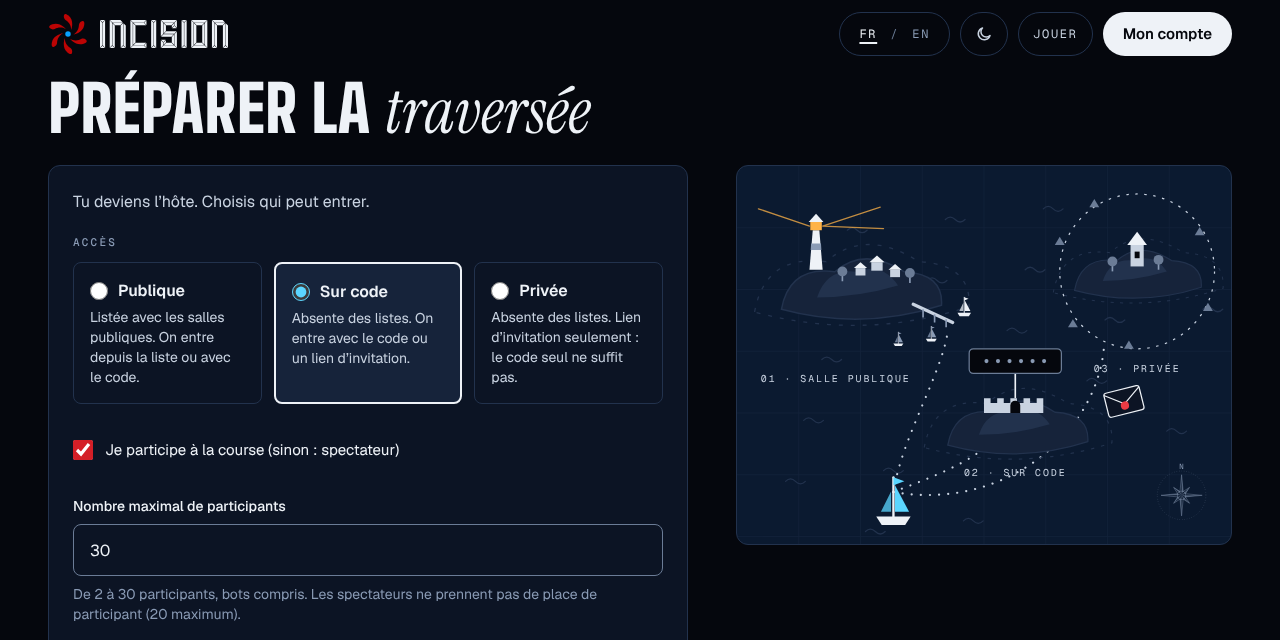 INCISION
FR / EN
JOUER
Mon compte
PRÉPARER LA traversée
Tu deviens l’hôte. Choisis qui peut entrer.
ACCÈS
Publique
Listée avec les salles
publiques. On entre
depuis la liste ou avec
le code.
Sur code
Absente des listes. On
entre avec le code ou
un lien d’invitation.
Privée
Absente des listes. Lien
d’invitation seulement :
le code seul ne suffit
pas.
Je participe à la course (sinon : spectateur)
Nombre maximal de participants
30
De 2 à 30 participants, bots compris. Les spectateurs ne prennent pas de place de
participant (20 maximum).
01 · SALLE PUBLIQUE
03 · PRIVÉE
02 · SUR CODE
N